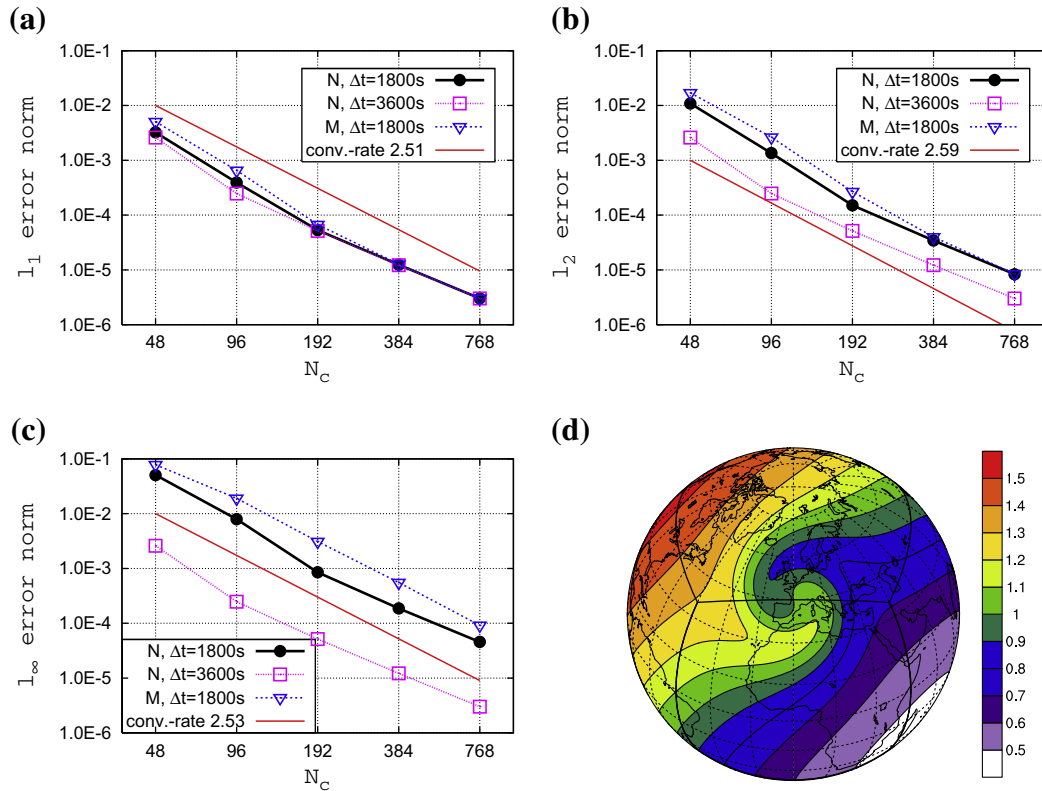 (a)
1.0E-1
1.0E-2
1.0E-3
1.0E-4
1.0E-5
1.0E-6
l1 error norm
N, Δt=1800s
N, Δt=3600s
M, Δt=1800s
conv.-rate 2.51
48 96 192 384 768
Nc
(b)
1.0E-1
1.0E-2
1.0E-3
1.0E-4
1.0E-5
1.0E-6
l2 error norm
N, Δt=1800s
N, Δt=3600s
M, Δt=1800s
conv.-rate 2.59
48 96 192 384 768
Nc
(c)
1.0E-1
1.0E-2
1.0E-3
1.0E-4
1.0E-5
1.0E-6
l∞ error norm
N, Δt=1800s
N, Δt=3600s
M, Δt=1800s
conv.-rate 2.53
48 96 192 384 768
Nc
(d)
1.5
1.4
1.3
1.2
1.1
1
0.9
0.8
0.7
0.6
0.5